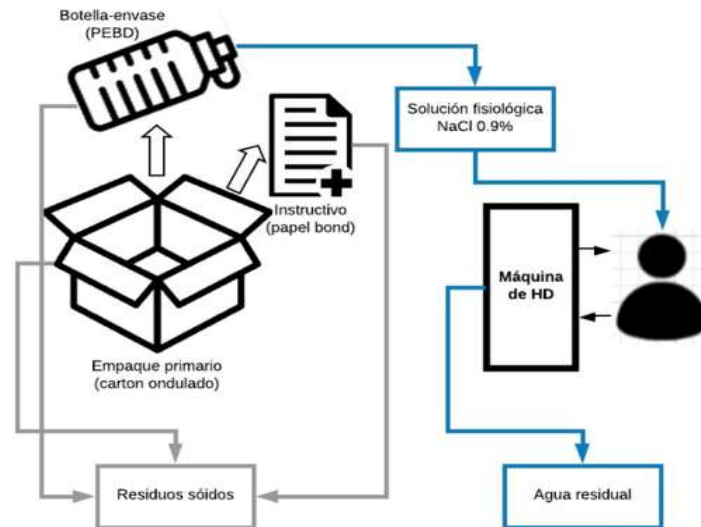 Botella-envase
(PEBD)
Solución fisiológica
NaCl 0.9%
Instructivo
(papel bond)
Máquina
de HD
Empaque primario
(carton ondulado)
Residuos sóidos
Agua residual